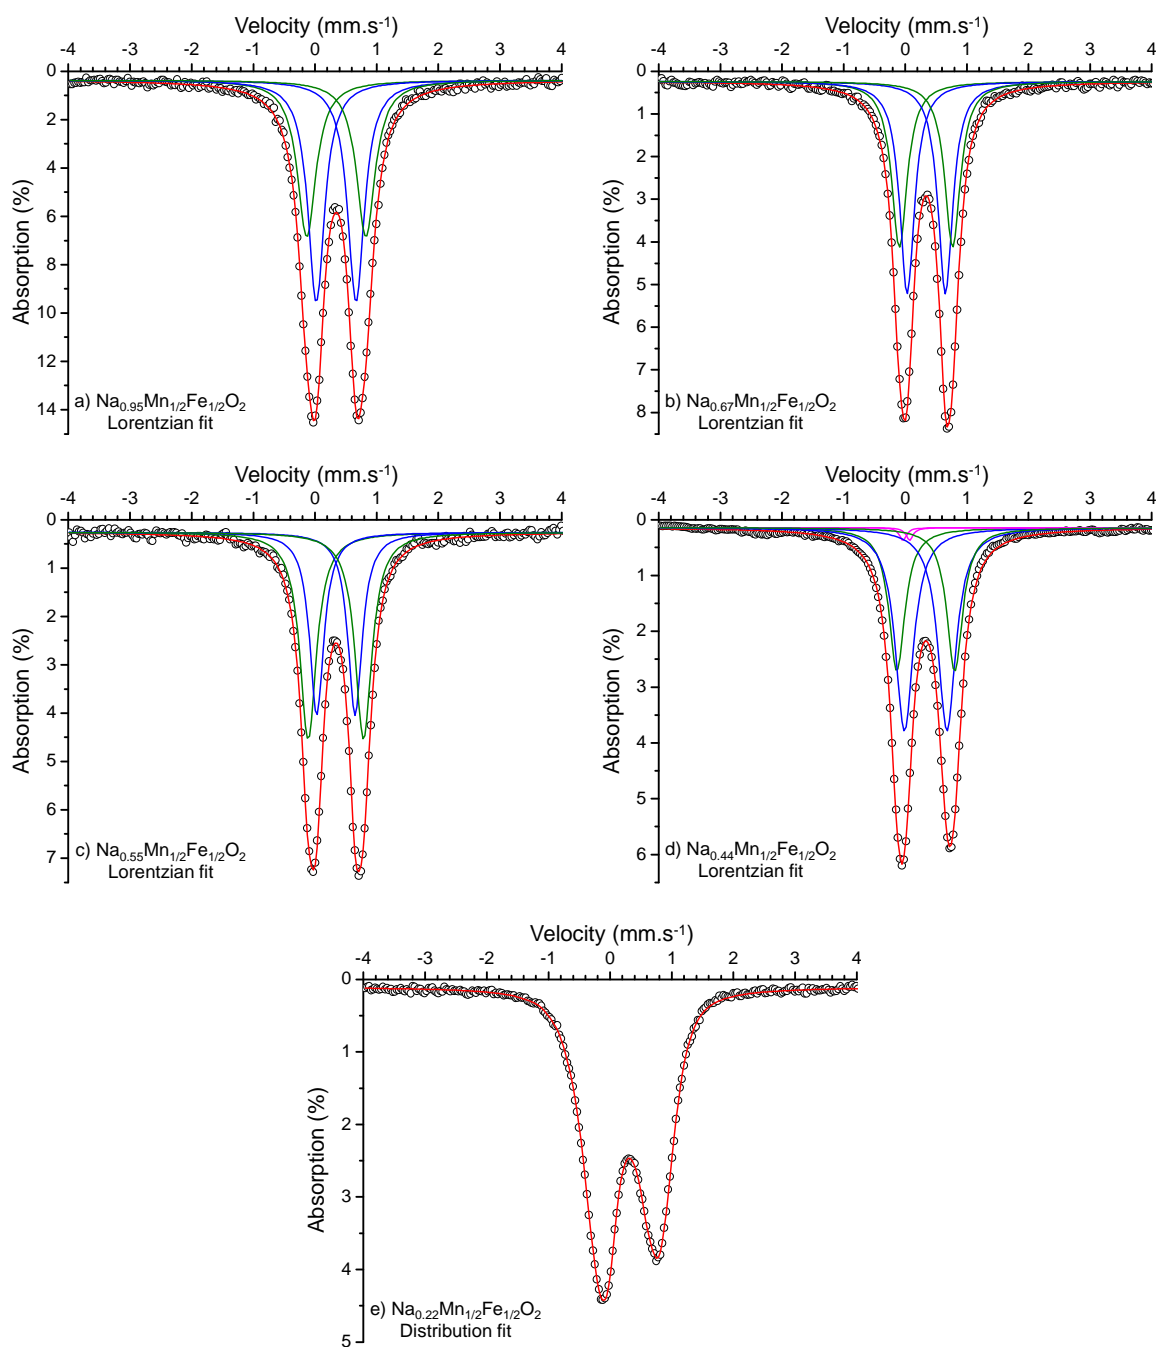 Velocity (mm.s-1)
-4 -3 -2 -1 0 1 2 3 4
0
2
4
6
8
10
12
14
Absorption (%)
a) Na0.95Mn1/2Fe1/2O2
Lorentzian fit
Velocity (mm.s-1)
-4 -3 -2 -1 0 1 2 3 4
0
1
2
3
4
5
6
7
8
Absorption (%)
b) Na0.67Mn1/2Fe1/2O2
Lorentzian fit
Velocity (mm.s-1)
-4 -3 -2 -1 0 1 2 3 4
0
1
2
3
4
5
6
7
Absorption (%)
c) Na0.55Mn1/2Fe1/2O2
Lorentzian fit
Velocity (mm.s-1)
-4 -3 -2 -1 0 1 2 3 4
0
1
2
3
4
5
6
Absorption (%)
d) Na0.44Mn1/2Fe1/2O2
Lorentzian fit
Velocity (mm.s-1)
-4 -3 -2 -1 0 1 2 3 4
0
1
2
3
4
5
Absorption (%)
e) Na0.22Mn1/2Fe1/2O2
Distribution fit